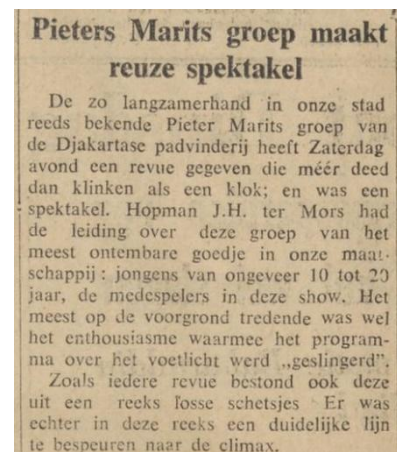 Pieters Marits groep maakt
reuze spektakel
De zo langzamerhand in onze stad
reeds bekende Pieter Marits groep van
de Djakartase padvinderij heeft Zaterdag
avond een revue gegeven die méér deed
dan klinken als een klok; en was een
spektakel. Hopman J.H. ter Mors had
de leiding over deze groep van het
meest ontembare goedje in onze maat-
schappij: jongens van ongeveer 10 tot 20
jaar, de medespelers in deze show. Het
meest op de voorgrond tredende was wel
het enthousiasme waarmee het program-
ma over het voetlicht werd „geslingerd”.
Zoals iedere revue bestond ook deze
uit een reeks losse schetsjes Er was
echter in deze reeks een duidelijke lijn
te bespeuren naar de climax.